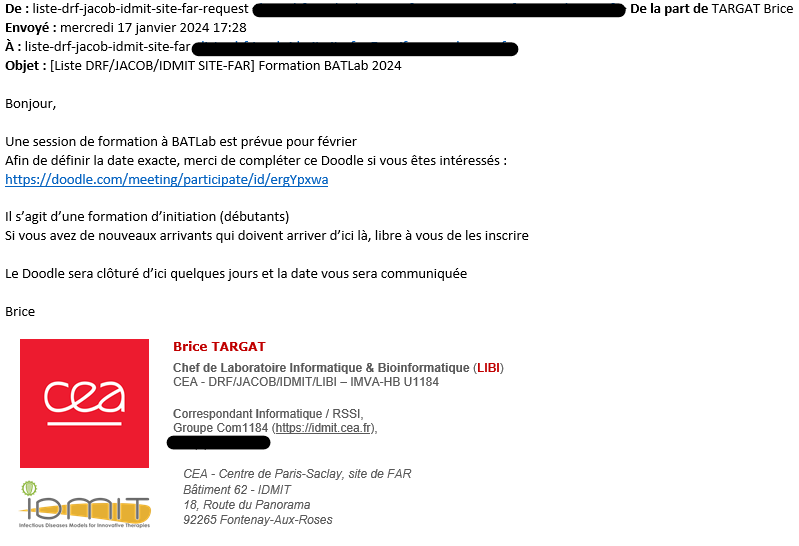 De : liste-drf-jacob-idmit-site-far-request De la part de TARGAT Brice
Envoyé : mercredi 17 janvier 2024 17:28
À : liste-drf-jacob-idmit-site-far
Objet : [Liste DRF/JACOB/IDMIT SITE-FAR] Formation BATLab 2024
Bonjour,
Une session de formation à BATLab est prévue pour février
Afin de définir la date exacte, merci de compléter ce Doodle si vous êtes intéressés :
https://doodle.com/meeting/participate/id/ergYpxwa
Il s’agit d’une formation d’initiation (débutants)
Si vous avez de nouveaux arrivants qui doivent arriver d’ici là, libre à vous de les inscrire
Le Doodle sera clôturé d’ici quelques jours et la date vous sera communiquée
Brice
cea
Brice TARGAT
Chef de Laboratoire Informatique & Bioinformatique (LIBI)
CEA - DRF/JACOB/IDMIT/LIBI – IMVA-HB U1184
Correspondant Informatique / RSSI,
Groupe Com1184 (https://idmit.cea.fr),
CEA - Centre de Paris-Saclay, site de FAR
Bâtiment 62 - IDMIT
18, Route du Panorama
92265 Fontenay-Aux-Roses
IDMIT
Infectious Diseases Models for Innovative Therapies